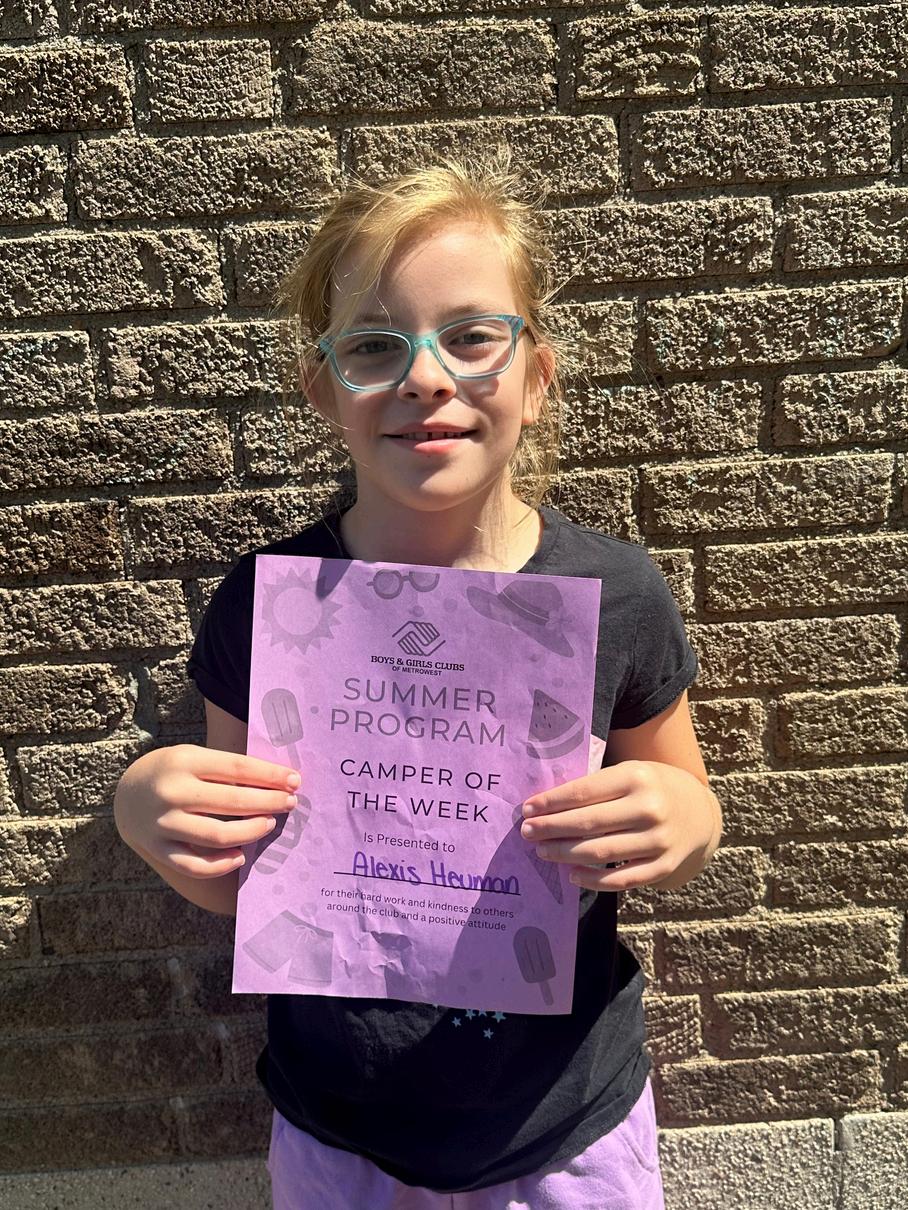 BOYS & GIRLS CLUBS
OF METROWEST
SUMMER
PROGRAM
CAMPER OF
THE WEEK
Is Presented to
Alexis Heuman
for their hard work and kindness to others
around the club and a positive attitude